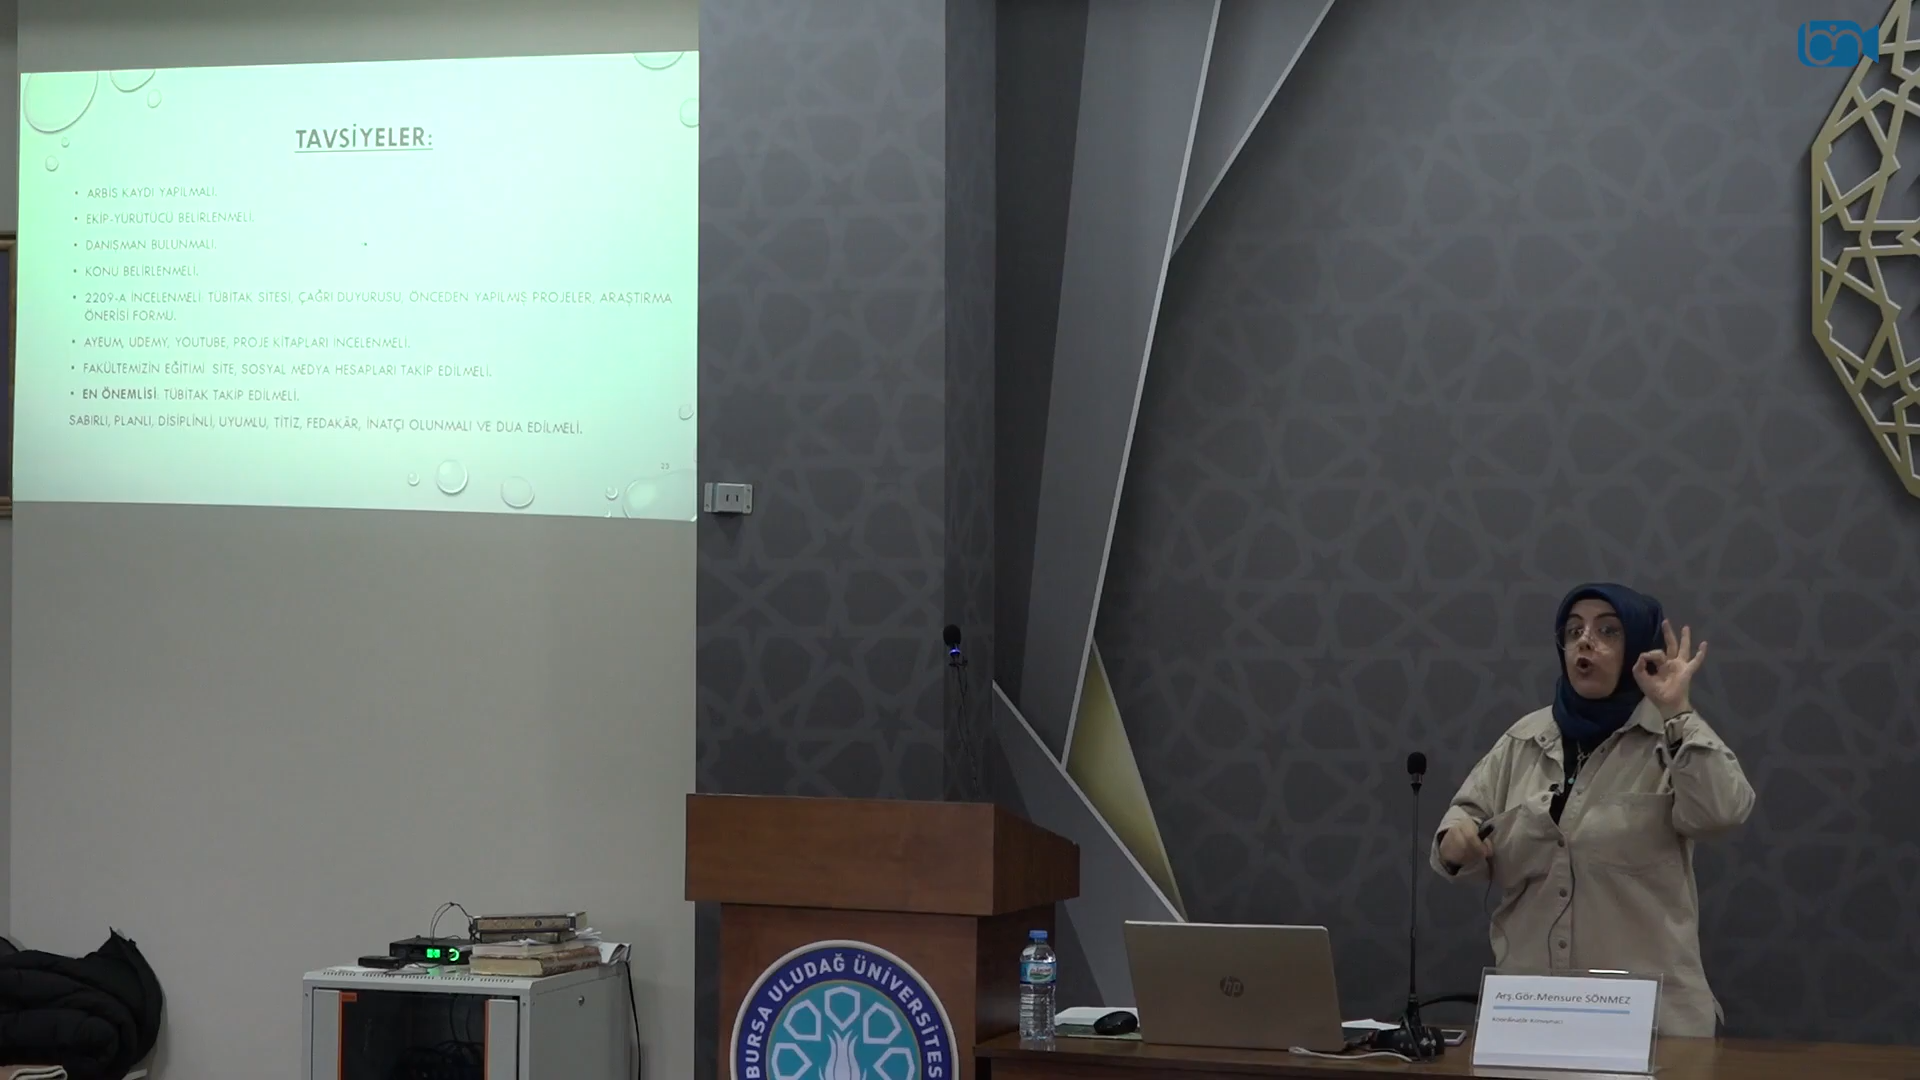 TAVSİYELER:
• ARBİS KAYDI YAPILMALI.
• EKİP-YÜRÜTÜCÜ BELİRLENMELİ.
• DANIŞMAN BULUNMALI.
• KONU BELİRLENMELİ.
• 2209-A İNCELENMELİ: TÜBİTAK SİTESİ, ÇAĞRI DUYURUSU, ÖNCEDEN YAPILMIŞ PROJELER, ARAŞTIRMA
ÖNERİSİ FORMU.
• AYEUM, UDEMY, YOUTUBE, PROJE KİTAPLARI İNCELENMELİ.
• FAKÜLTEMİZİN EĞİTİMİ SİTE, SOSYAL MEDYA HESAPLARI TAKİP EDİLMELİ.
• EN ÖNEMLİSİ: TÜBİTAK TAKİP EDİLMELİ.
SABIRLI, PLANLI, DİSİPLİNLİ, UYUMLU, TİTİZ, FEDAKÂR, İNATÇI OLUNMALI VE DUA EDİLMELİ.
23
BURSA ULUDAĞ ÜNİVERSİTES
hp
Arş.Gör.Mensure SÖNMEZ